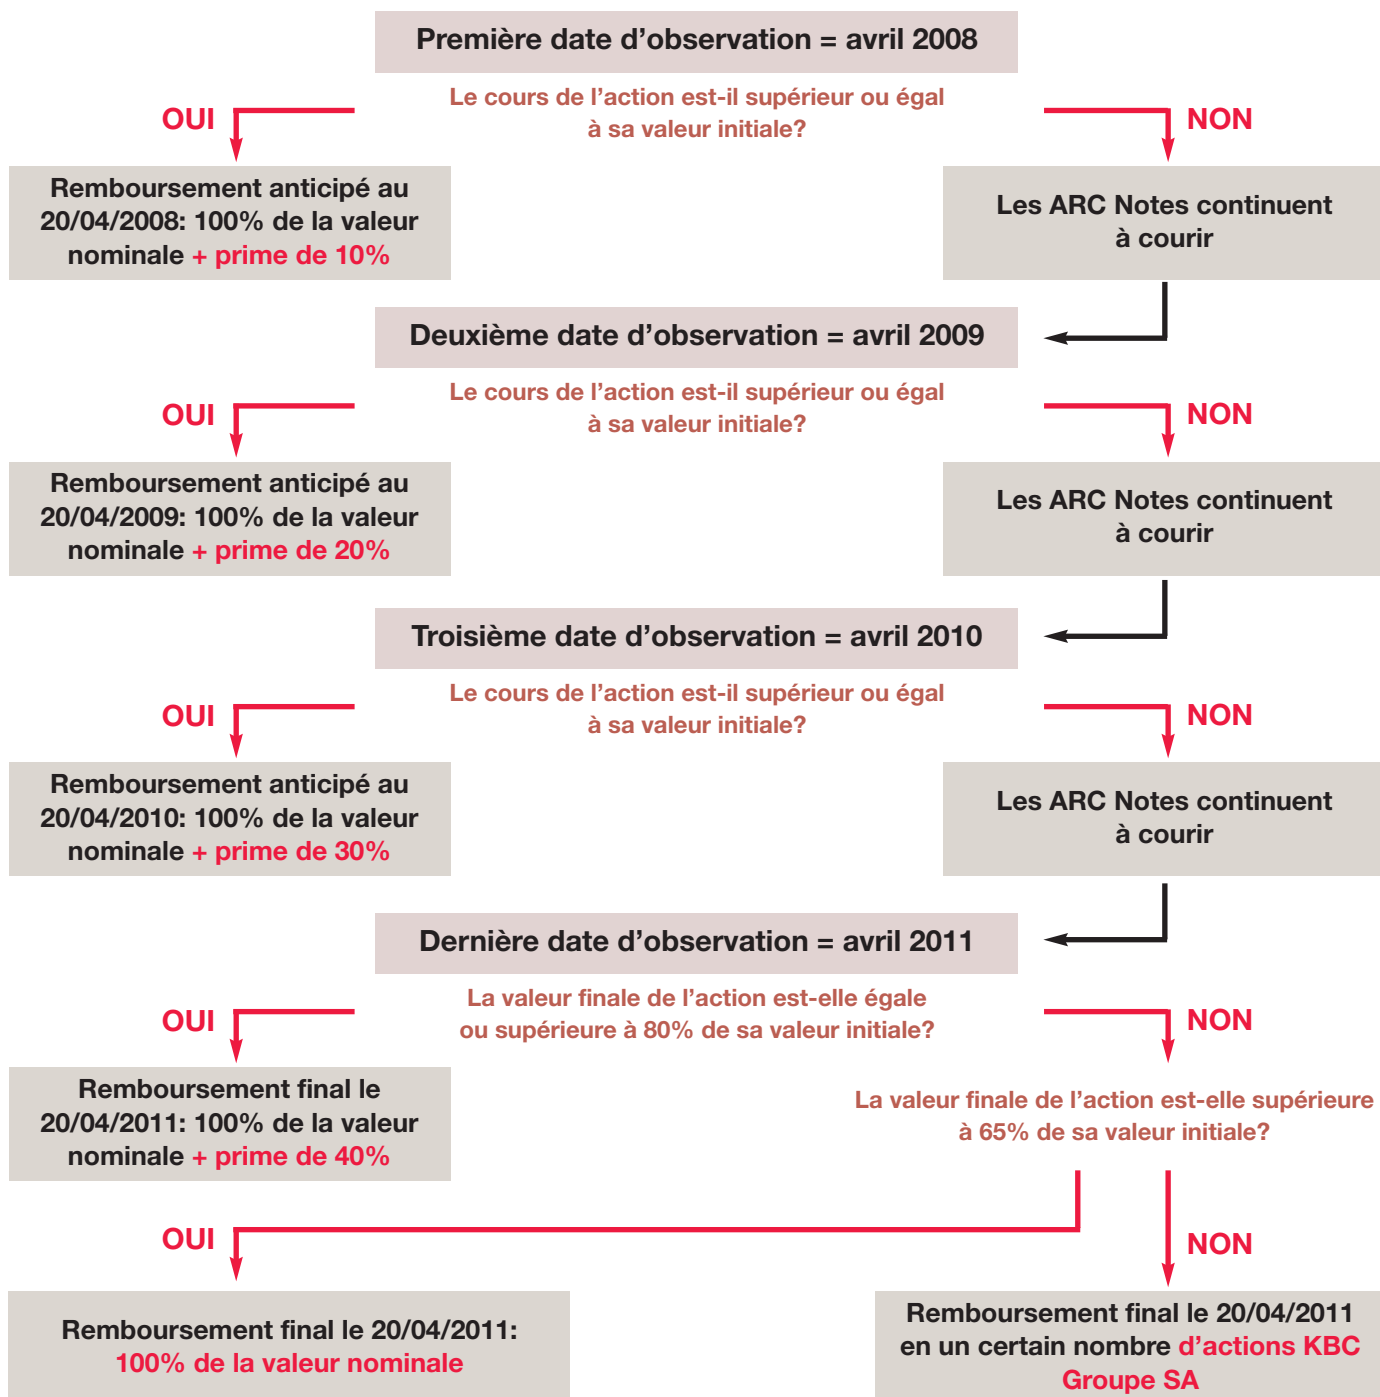 Première date d’observation = avril 2008
Le cours de l’action est-il supérieur ou égal
à sa valeur initiale?
OUI
NON
Remboursement anticipé au
20/04/2008: 100% de la valeur
nominale + prime de 10%
Les ARC Notes continuent
à courir
Deuxième date d’observation = avril 2009
Le cours de l’action est-il supérieur ou égal
à sa valeur initiale?
OUI
NON
Remboursement anticipé au
20/04/2009: 100% de la valeur
nominale + prime de 20%
Les ARC Notes continuent
à courir
Troisième date d’observation = avril 2010
Le cours de l’action est-il supérieur ou égal
à sa valeur initiale?
OUI
NON
Remboursement anticipé au
20/04/2010: 100% de la valeur
nominale + prime de 30%
Les ARC Notes continuent
à courir
Dernière date d’observation = avril 2011
La valeur finale de l’action est-elle égale
ou supérieure à 80% de sa valeur initiale?
OUI
NON
Remboursement final le
20/04/2011: 100% de la valeur
nominale + prime de 40%
La valeur finale de l’action est-elle supérieure
à 65% de sa valeur initiale?
OUI
NON
Remboursement final le 20/04/2011:
100% de la valeur nominale
Remboursement final le 20/04/2011
en un certain nombre d’actions KBC
Groupe SA